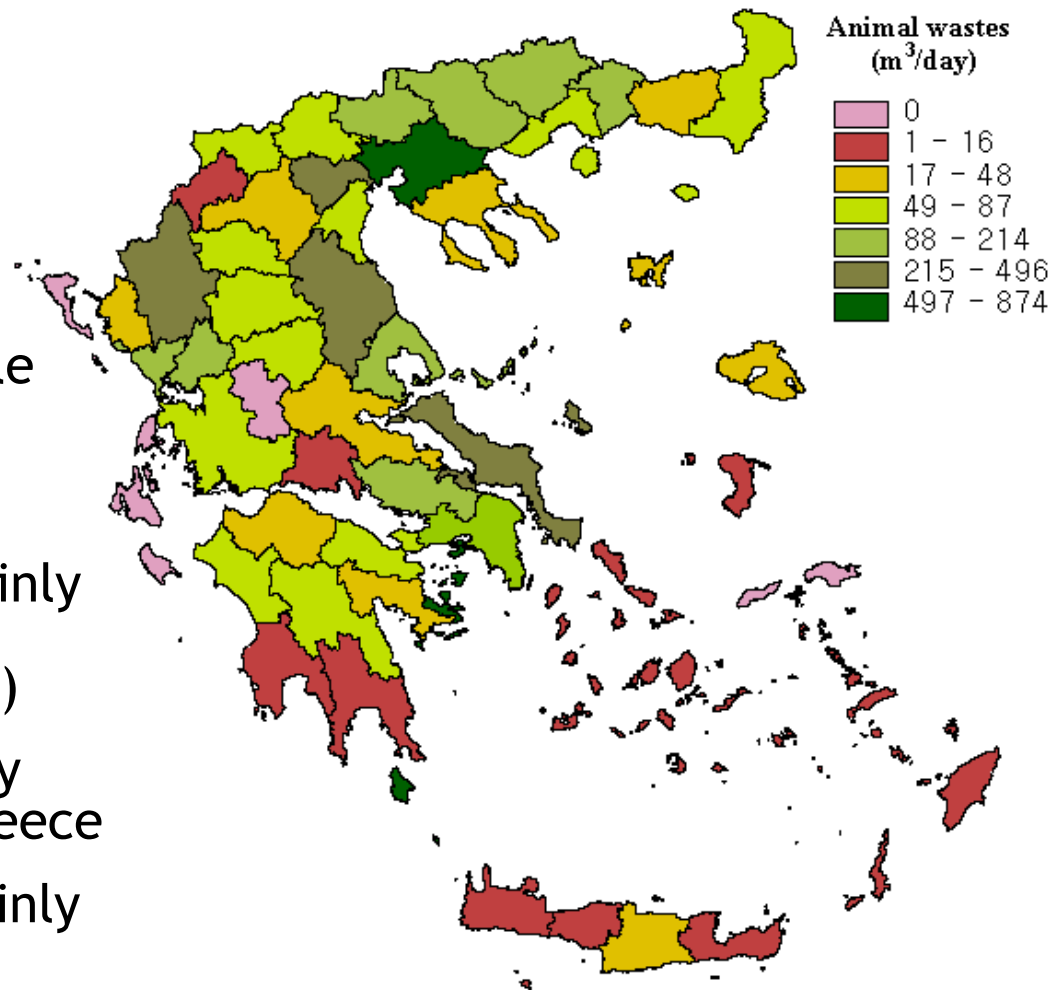 Animal wastes
(m³/day)
0
1 - 16
17 - 48
49 - 87
88 - 214
215 - 496
497 - 874
le
inly
)
y
eece
inly